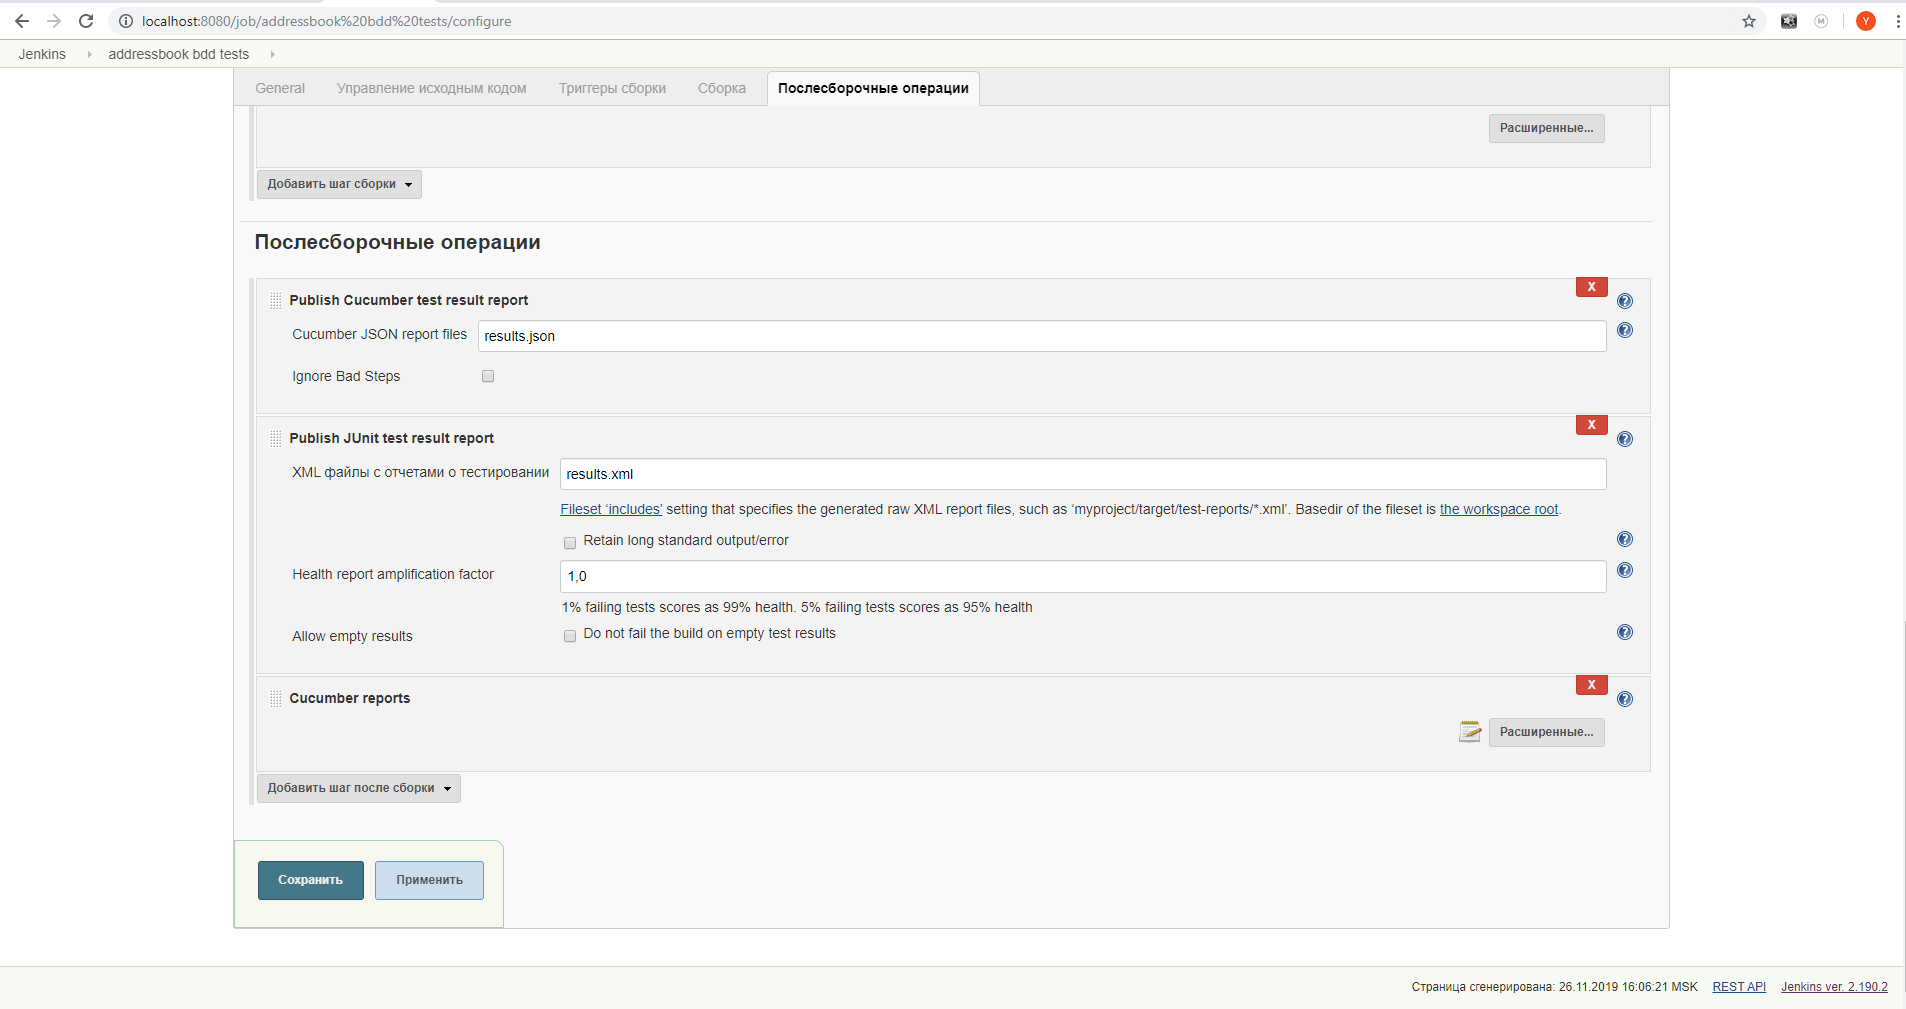 localhost:8080/job/addressbook%20bdd%20tests/configure
M
Y
Jenkins
addressbook bdd tests
General
Управление исходным кодом
Триггеры сборки
Сборка
Послесборочные операции
Расширенные...
Добавить шаг сборки
Послесборочные операции
X
Publish Cucumber test result report
?
Cucumber JSON report files
results.json
?
Ignore Bad Steps
X
Publish JUnit test result report
?
XML файлы с отчетами о тестировании
results.xml
Fileset ‘includes’ setting that specifies the generated raw XML report files, such as ‘myproject/target/test-reports/*.xml’. Basedir of the fileset is the workspace root.
Retain long standard output/error
?
Health report amplification factor
1,0
?
1% failing tests scores as 99% health. 5% failing tests scores as 95% health
Allow empty results
Do not fail the build on empty test results
?
X
Cucumber reports
?
Расширенные...
Добавить шаг после сборки
Сохранить
Применить
Страница сгенерирована: 26.11.2019 16:06:21 MSK
REST API
Jenkins ver. 2.190.2